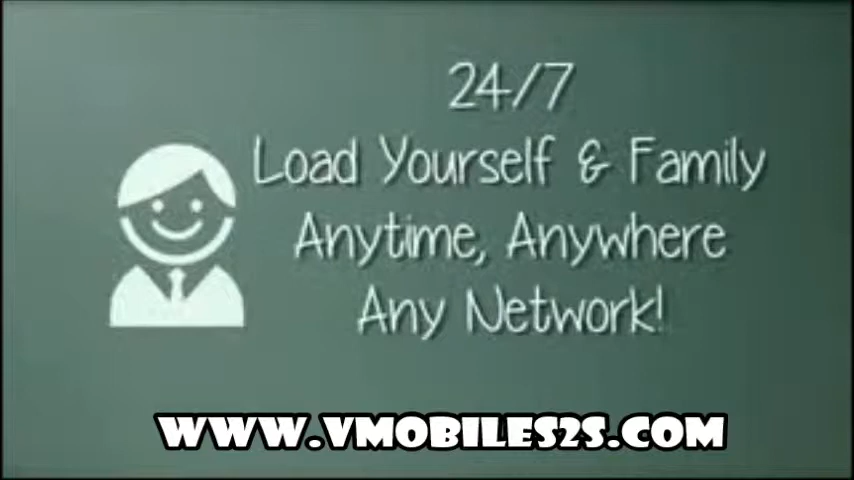 24/7
Load Yourself & Family
Anytime, Anywhere
Any Network!
WWW.VMOBILES2S.COM